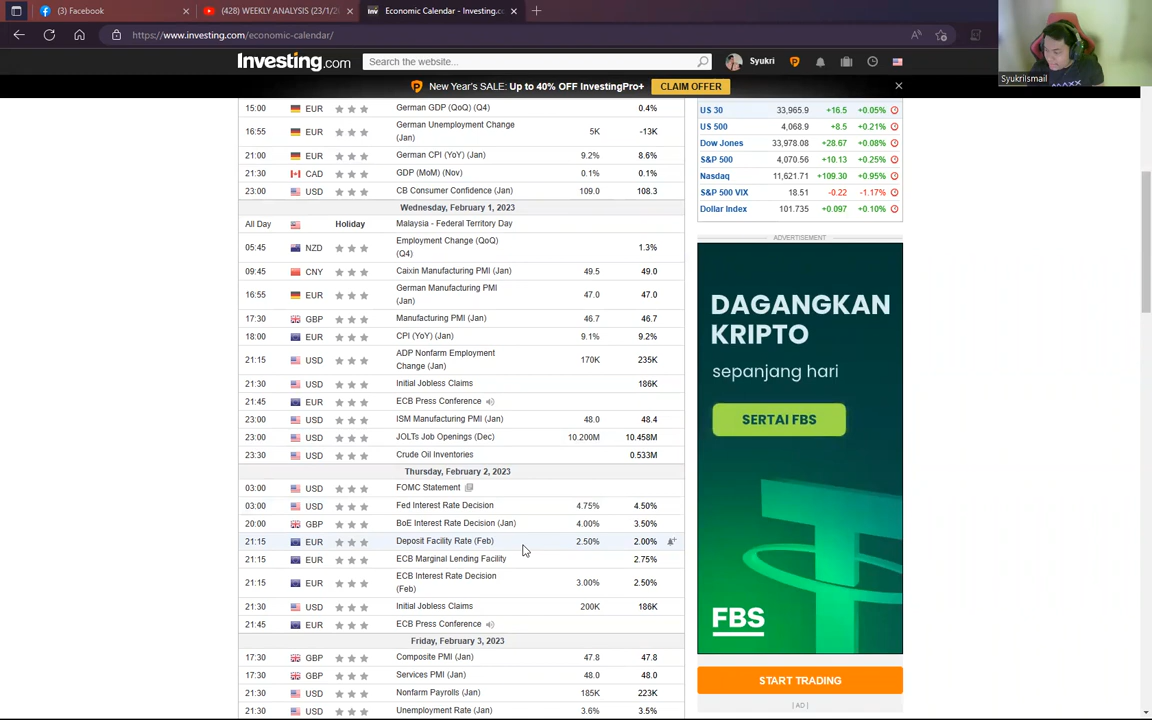 (3) Facebook
(428) WEEKLY ANALYSIS (23/1/2
Economic Calendar - Investing.co
https://www.investing.com/economic-calendar/
SyukriIsmail
Investing.com
Search the website...
Syukri
New Year's SALE: Up to 40% OFF InvestingPro+
CLAIM OFFER
15:00 EUR German GDP (QoQ) (Q4) 0.4%
16:55 EUR German Unemployment Change (Jan) 5K -13K
21:00 EUR German CPI (YoY) (Jan) 9.2% 8.6%
21:30 CAD GDP (MoM) (Nov) 0.1% 0.1%
23:00 USD CB Consumer Confidence (Jan) 109.0 108.3
Wednesday, February 1, 2023
All Day Holiday Malaysia - Federal Territory Day
05:45 NZD Employment Change (QoQ) (Q4) 1.3%
09:45 CNY Caixin Manufacturing PMI (Jan) 49.5 49.0
16:55 EUR German Manufacturing PMI (Jan) 47.0 47.0
17:30 GBP Manufacturing PMI (Jan) 46.7 46.7
18:00 EUR CPI (YoY) (Jan) 9.1% 9.2%
21:15 USD ADP Nonfarm Employment Change (Jan) 170K 235K
21:30 USD Initial Jobless Claims 186K
21:45 EUR ECB Press Conference
23:00 USD ISM Manufacturing PMI (Jan) 48.0 48.4
23:00 USD JOLTs Job Openings (Dec) 10.200M 10.458M
23:30 USD Crude Oil Inventories 0.533M
Thursday, February 2, 2023
03:00 USD FOMC Statement
03:00 USD Fed Interest Rate Decision 4.75% 4.50%
20:00 GBP BoE Interest Rate Decision (Jan) 4.00% 3.50%
21:15 EUR Deposit Facility Rate (Feb) 2.50% 2.00%
21:15 EUR ECB Marginal Lending Facility 2.75%
21:15 EUR ECB Interest Rate Decision (Feb) 3.00% 2.50%
21:30 USD Initial Jobless Claims 200K 186K
21:45 EUR ECB Press Conference
Friday, February 3, 2023
17:30 GBP Composite PMI (Jan) 47.8 47.8
17:30 GBP Services PMI (Jan) 48.0 48.0
21:30 USD Nonfarm Payrolls (Jan) 185K 223K
21:30 USD Unemployment Rate (Jan) 3.6% 3.5%
US 30 33,965.9 +16.5 +0.05%
US 500 4,068.9 +8.5 +0.21%
Dow Jones 33,978.08 +28.67 +0.08%
S&P 500 4,070.56 +10.13 +0.25%
Nasdaq 11,621.71 +109.30 +0.95%
S&P 500 VIX 18.51 -0.22 -1.17%
Dollar Index 101.735 +0.097 +0.10%
ADVERTISEMENT
DAGANGKAN
KRIPTO
sepanjang hari
SERTAI FBS
FBS
START TRADING
| AD |